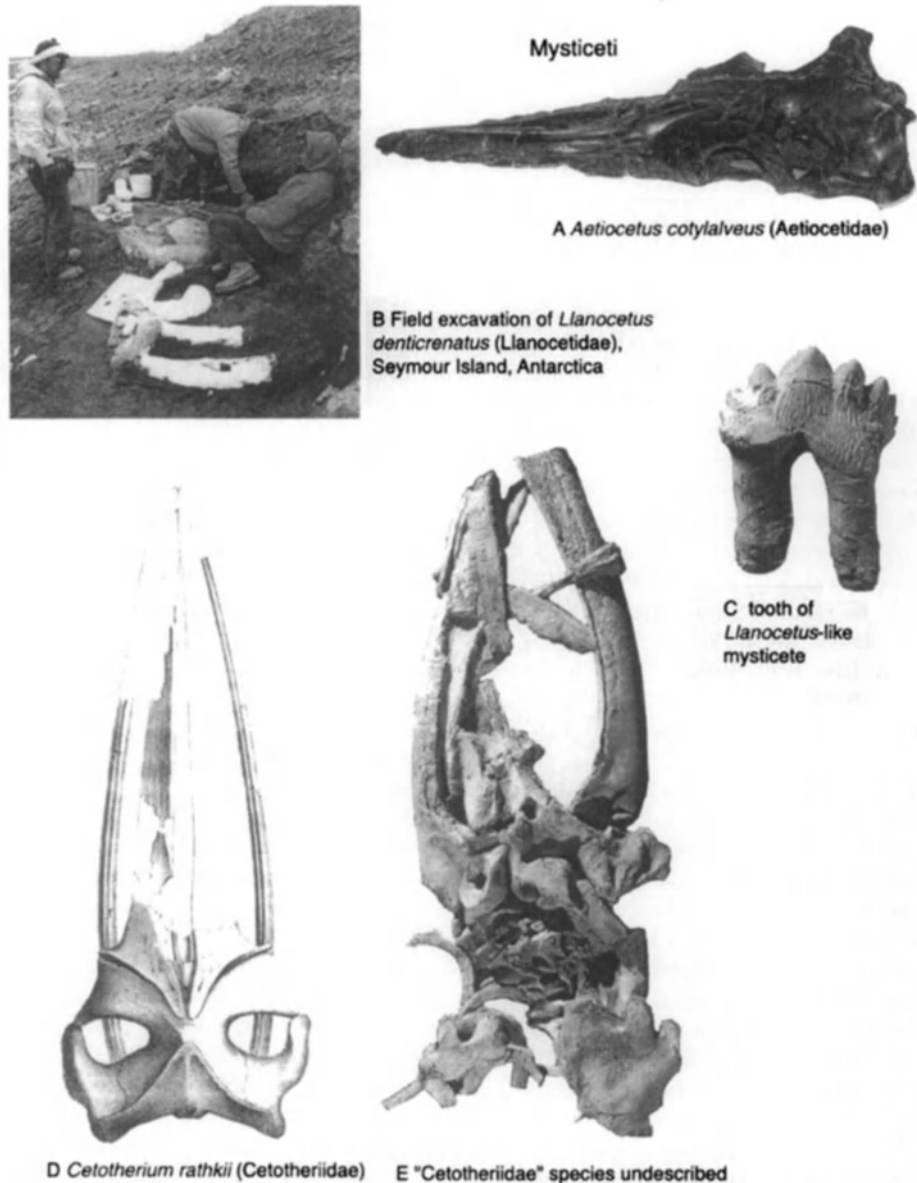 Mysticeti
A Aetiocetus cotylalveus (Aetiocetidae)
B Field excavation of Llanocetus
denticrenatus (Llanocetidae),
Seymour Island, Antarctica
C tooth of
Llanocetus-like
mysticete
D Cetotherium rathkii (Cetotheriidae)
E "Cetotheriidae" species undescribed